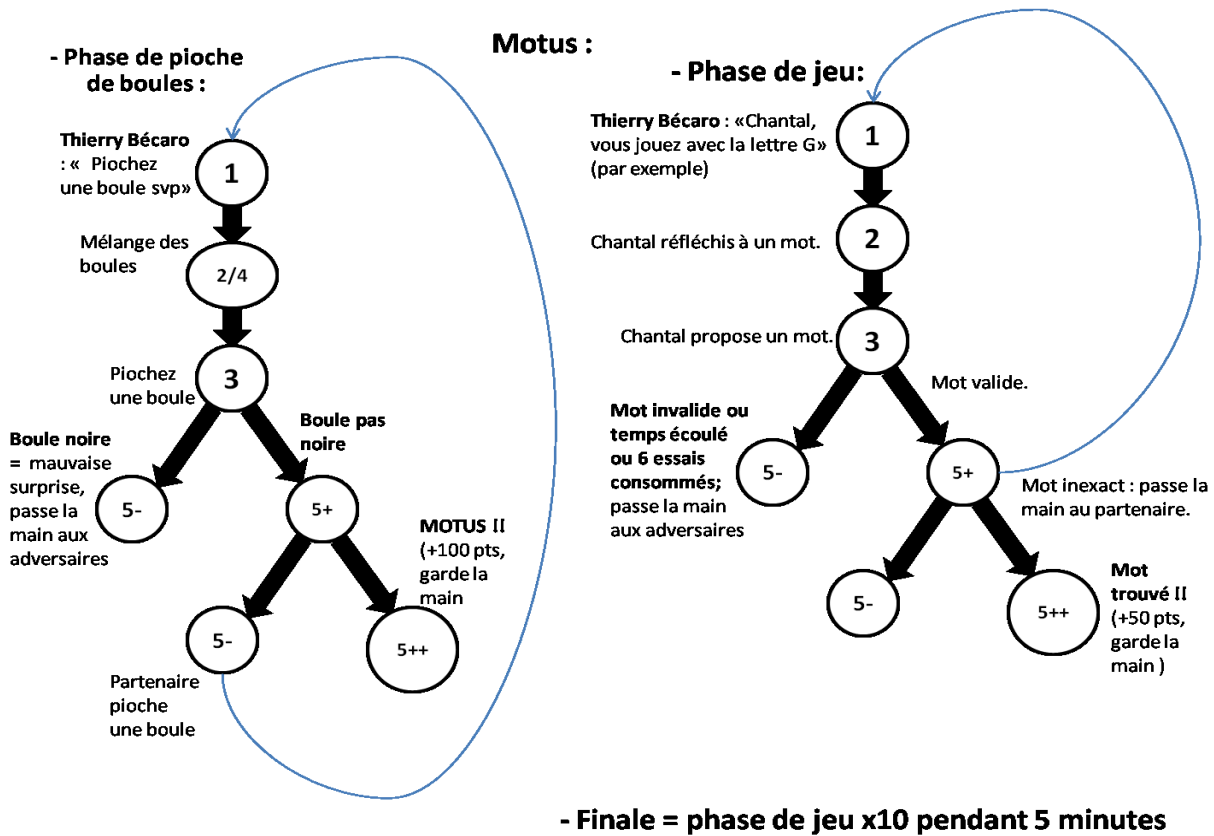 Motus :
- Phase de pioche
de boules :
Thierry Bécaro
: « Piochez
une boule svp»
1
Mélange des
boules
2/4
Piochez
une boule
3
Boule noire
= mauvaise
surprise,
passe la
main aux
adversaires
5-
Boule pas
noire
5+
MOTUS !!
(+100 pts,
garde la
main
5-
5++
Partenaire
pioche
une boule
- Phase de jeu:
Thierry Bécaro : «Chantal,
vous jouez avec la lettre G»
(par exemple)
1
Chantal réfléchis à un mot.
2
Chantal propose un mot.
3
Mot valide.
Mot invalide ou
temps écoulé
ou 6 essais
consommés;
passe la main
aux adversaires
5-
5+
Mot inexact : passe la
main au partenaire.
5-
5++
Mot
trouvé !!
(+50 pts,
garde la
main )
- Finale = phase de jeu x10 pendant 5 minutes